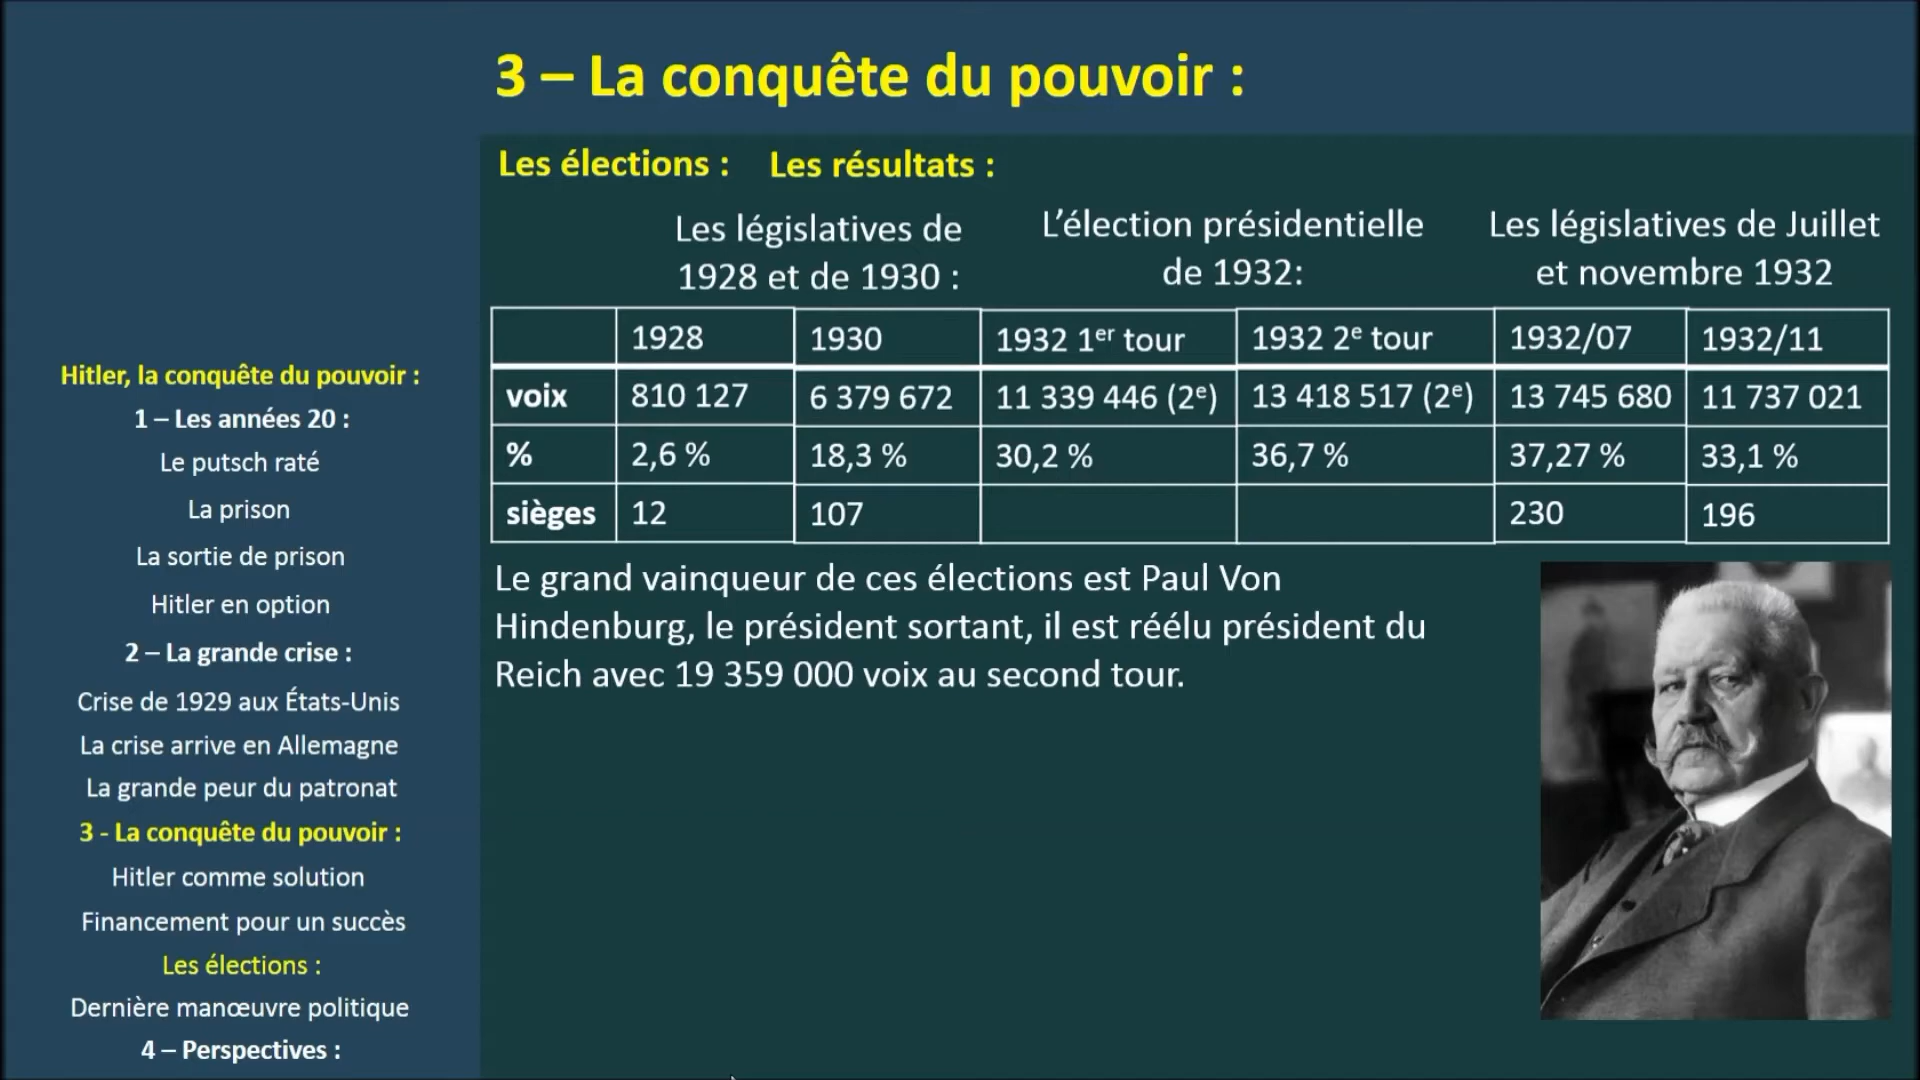 3 – La conquête du pouvoir :
Les élections : Les résultats :
Les législatives de
1928 et de 1930 :
L’élection présidentielle
de 1932:
Les législatives de Juillet
et novembre 1932
1928 1930 1932 1er tour 1932 2e tour 1932/07 1932/11
voix 810 127 6 379 672 11 339 446 (2e) 13 418 517 (2e) 13 745 680 11 737 021
% 2,6 % 18,3 % 30,2 % 36,7 % 37,27 % 33,1 %
sièges 12 107 230 196
Le grand vainqueur de ces élections est Paul Von
Hindenburg, le président sortant, il est réélu président du
Reich avec 19 359 000 voix au second tour.
Hitler, la conquête du pouvoir :
1 – Les années 20 :
Le putsch raté
La prison
La sortie de prison
Hitler en option
2 – La grande crise :
Crise de 1929 aux États-Unis
La crise arrive en Allemagne
La grande peur du patronat
3 - La conquête du pouvoir :
Hitler comme solution
Financement pour un succès
Les élections :
Dernière manœuvre politique
4 – Perspectives :